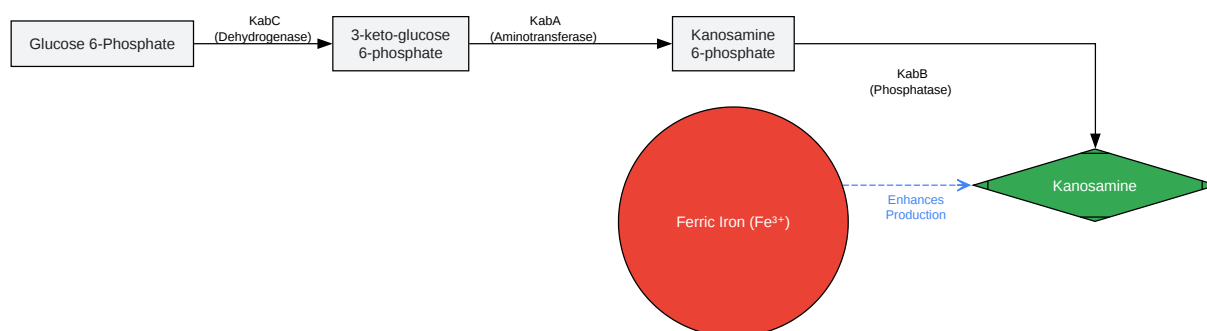 Glucose 6-Phosphate
KabC
(Dehydrogenase)
3-keto-glucose
6-phosphate
KabA
(Aminotransferase)
Kanosamine
6-phosphate
KabB
(Phosphatase)
Ferric Iron (Fe³⁺)
Enhances
Production
Kanosamine